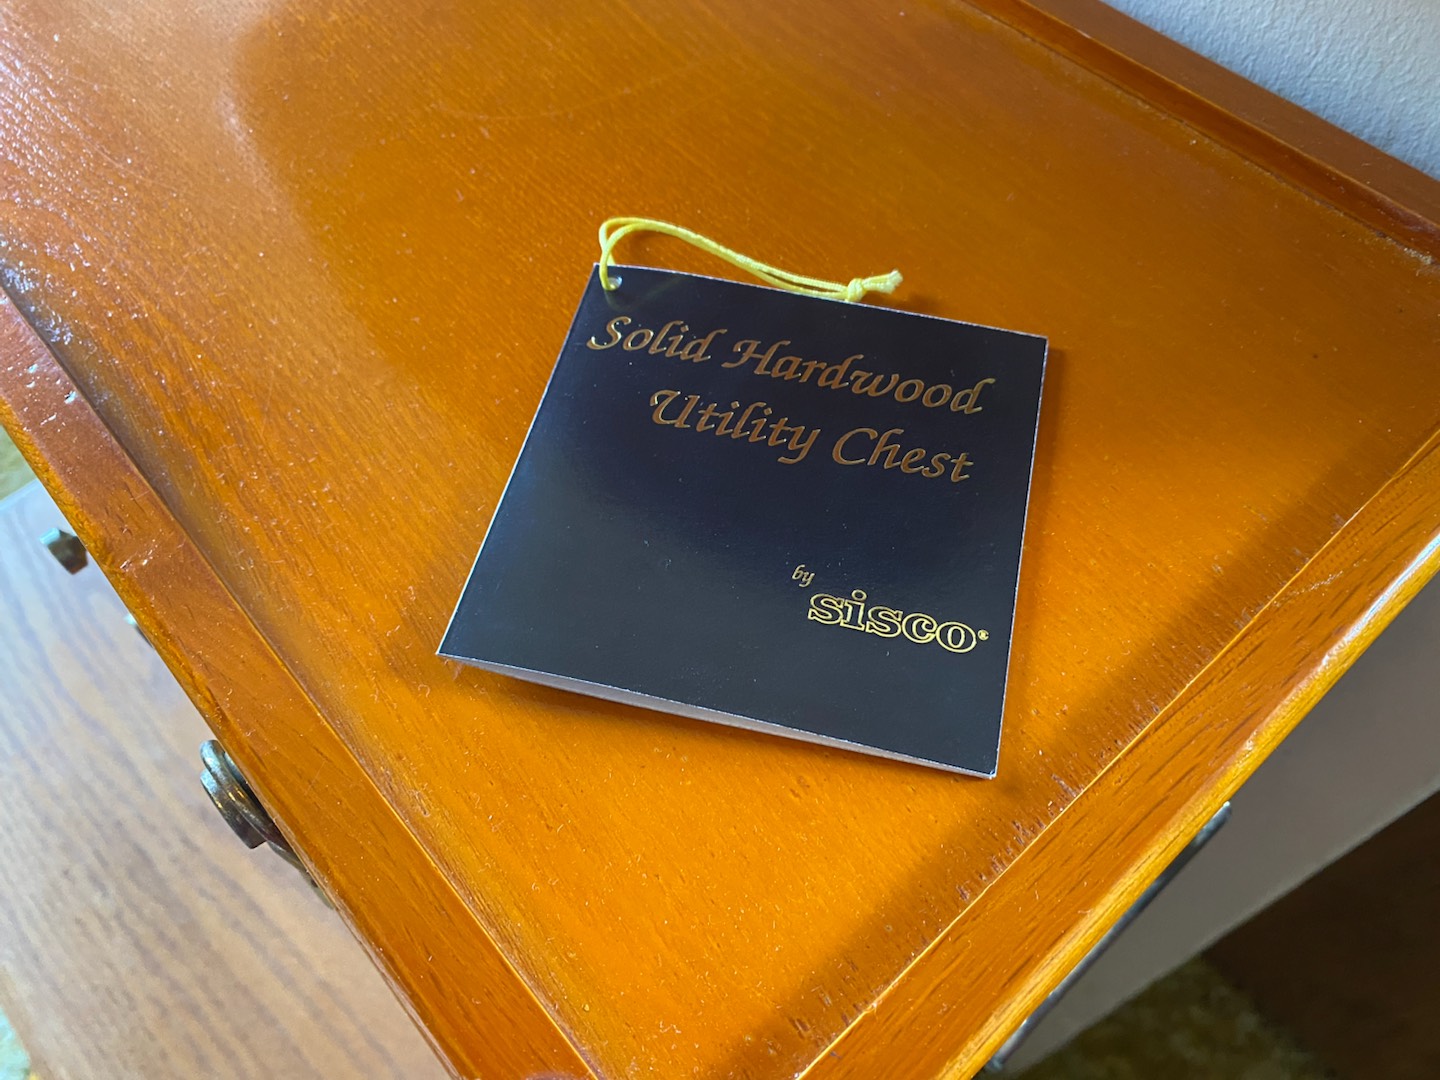 Solid Hardwood
Utility Chest
by
sisco®